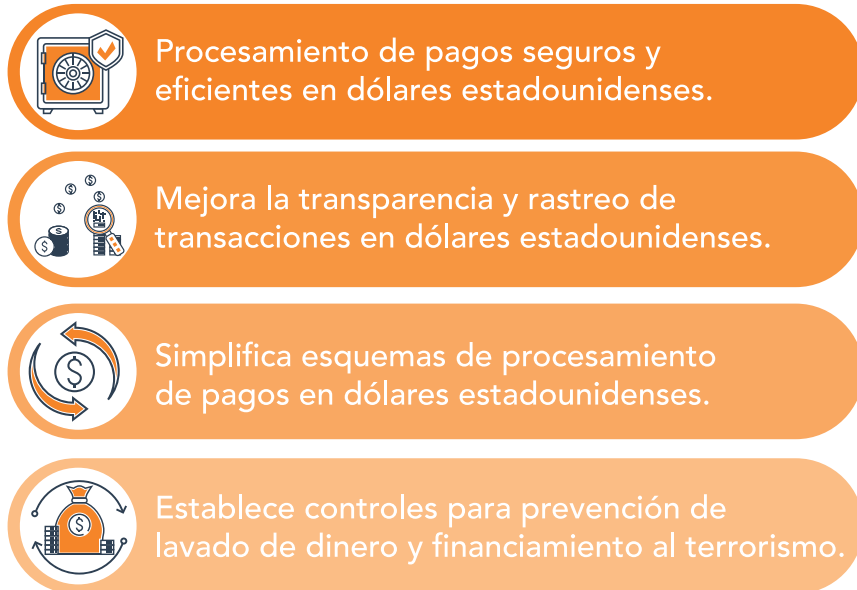 Procesamiento de pagos seguros y
eficientes en dólares estadounidenses.
Mejora la transparencia y rastreo de
transacciones en dólares estadounidenses.
Simplifica esquemas de procesamiento
de pagos en dólares estadounidenses.
Establece controles para prevención de
lavado de dinero y financiamiento al terrorismo.